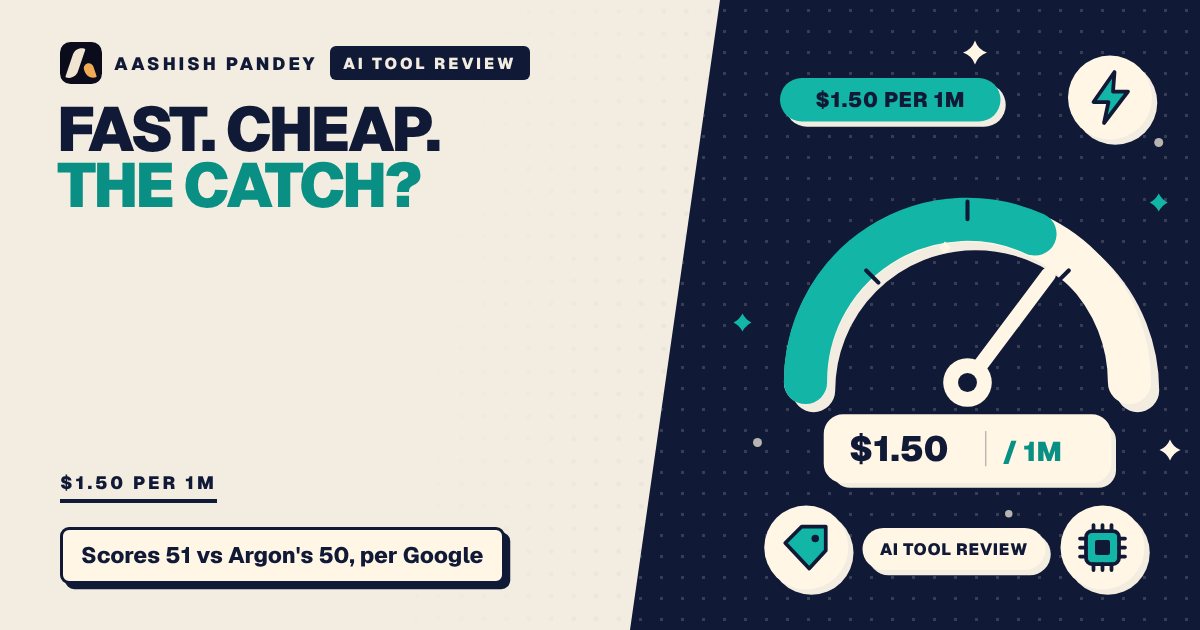 AASHISH PANDEY
AI TOOL REVIEW
FAST. CHEAP.
THE CATCH?
$1.50 PER 1M
Scores 51 vs Argon's 50, per Google
$1.50 PER 1M
$1.50 / 1M
AI TOOL REVIEW